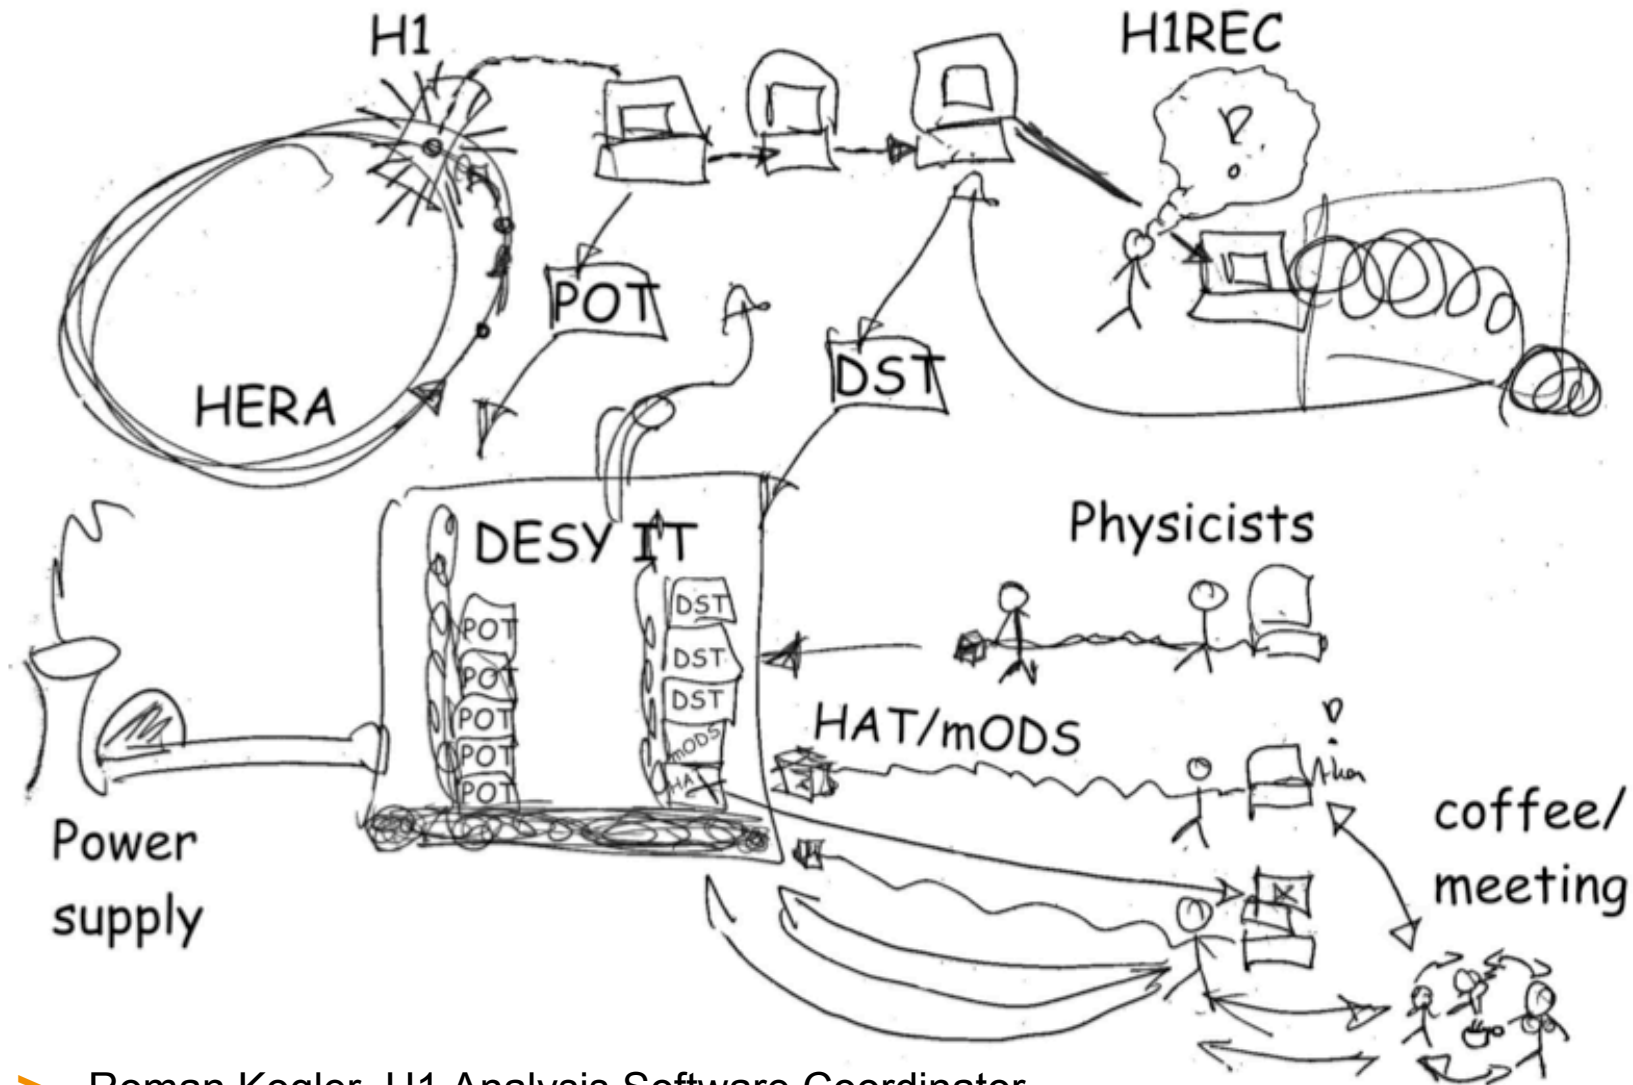 H1
H1REC
POT
DST
HERA
DESY IT
Physicists
POT
POT
POT
POT
POT
DST
DST
DST
mODS
HAT
HAT/mODS
Power
supply
coffee/
meeting
Roman Kogler, H1 Analysis Software Coordinator